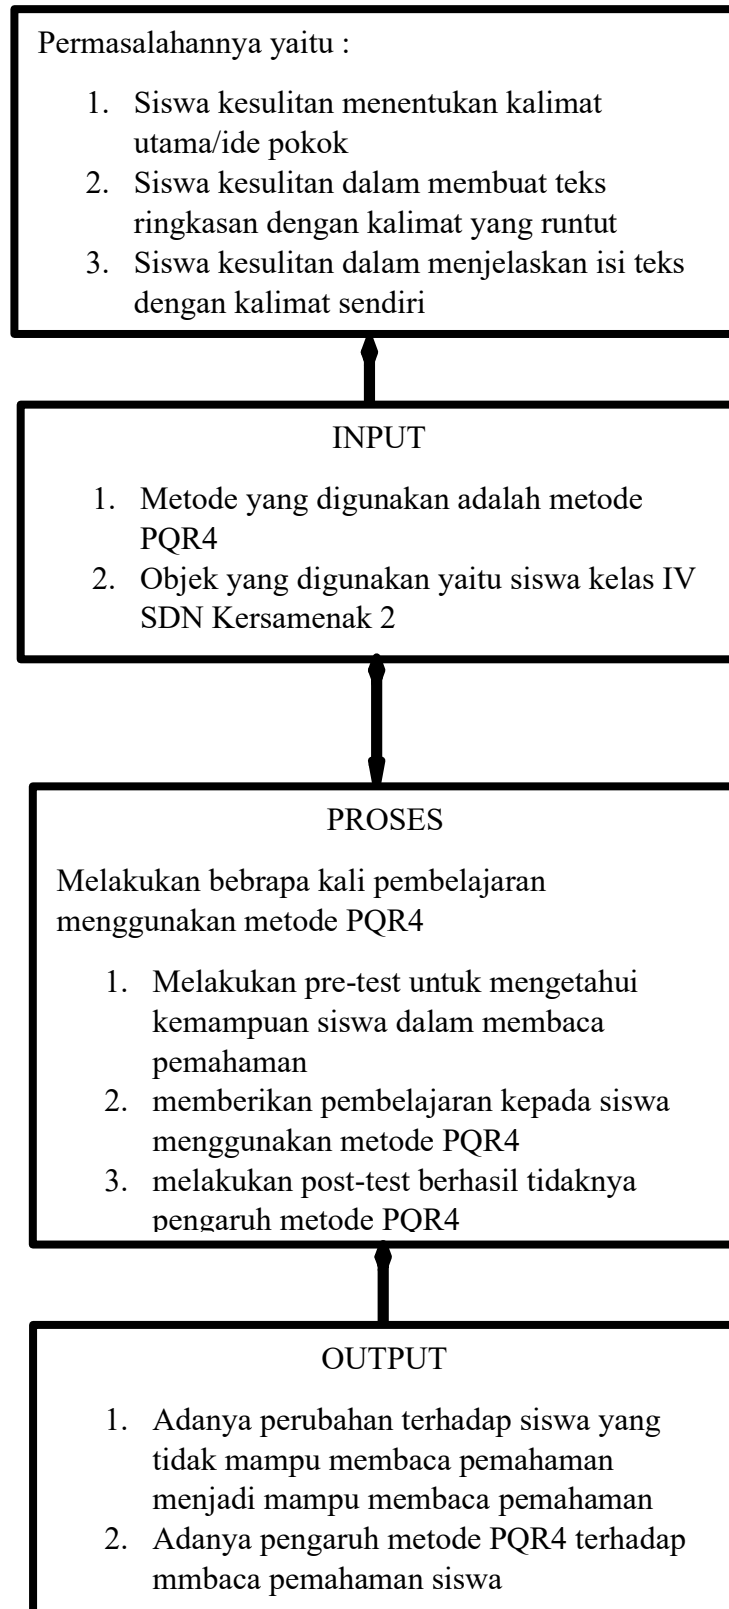 Permasalahannya yaitu :
1. Siswa kesulitan menentukan kalimat
utama/ide pokok
2. Siswa kesulitan dalam membuat teks
ringkasan dengan kalimat yang runtut
3. Siswa kesulitan dalam menjelaskan isi teks
dengan kalimat sendiri
INPUT
1. Metode yang digunakan adalah metode
PQR4
2. Objek yang digunakan yaitu siswa kelas IV
SDN Kersamenak 2
PROSES
Melakukan bebrapa kali pembelajaran
menggunakan metode PQR4
1. Melakukan pre-test untuk mengetahui
kemampuan siswa dalam membaca
pemahaman
2. memberikan pembelajaran kepada siswa
menggunakan metode PQR4
3. melakukan post-test berhasil tidaknya
pengaruh metode PQR4
OUTPUT
1. Adanya perubahan terhadap siswa yang
tidak mampu membaca pemahaman
menjadi mampu membaca pemahaman
2. Adanya pengaruh metode PQR4 terhadap
mmbaca pemahaman siswa